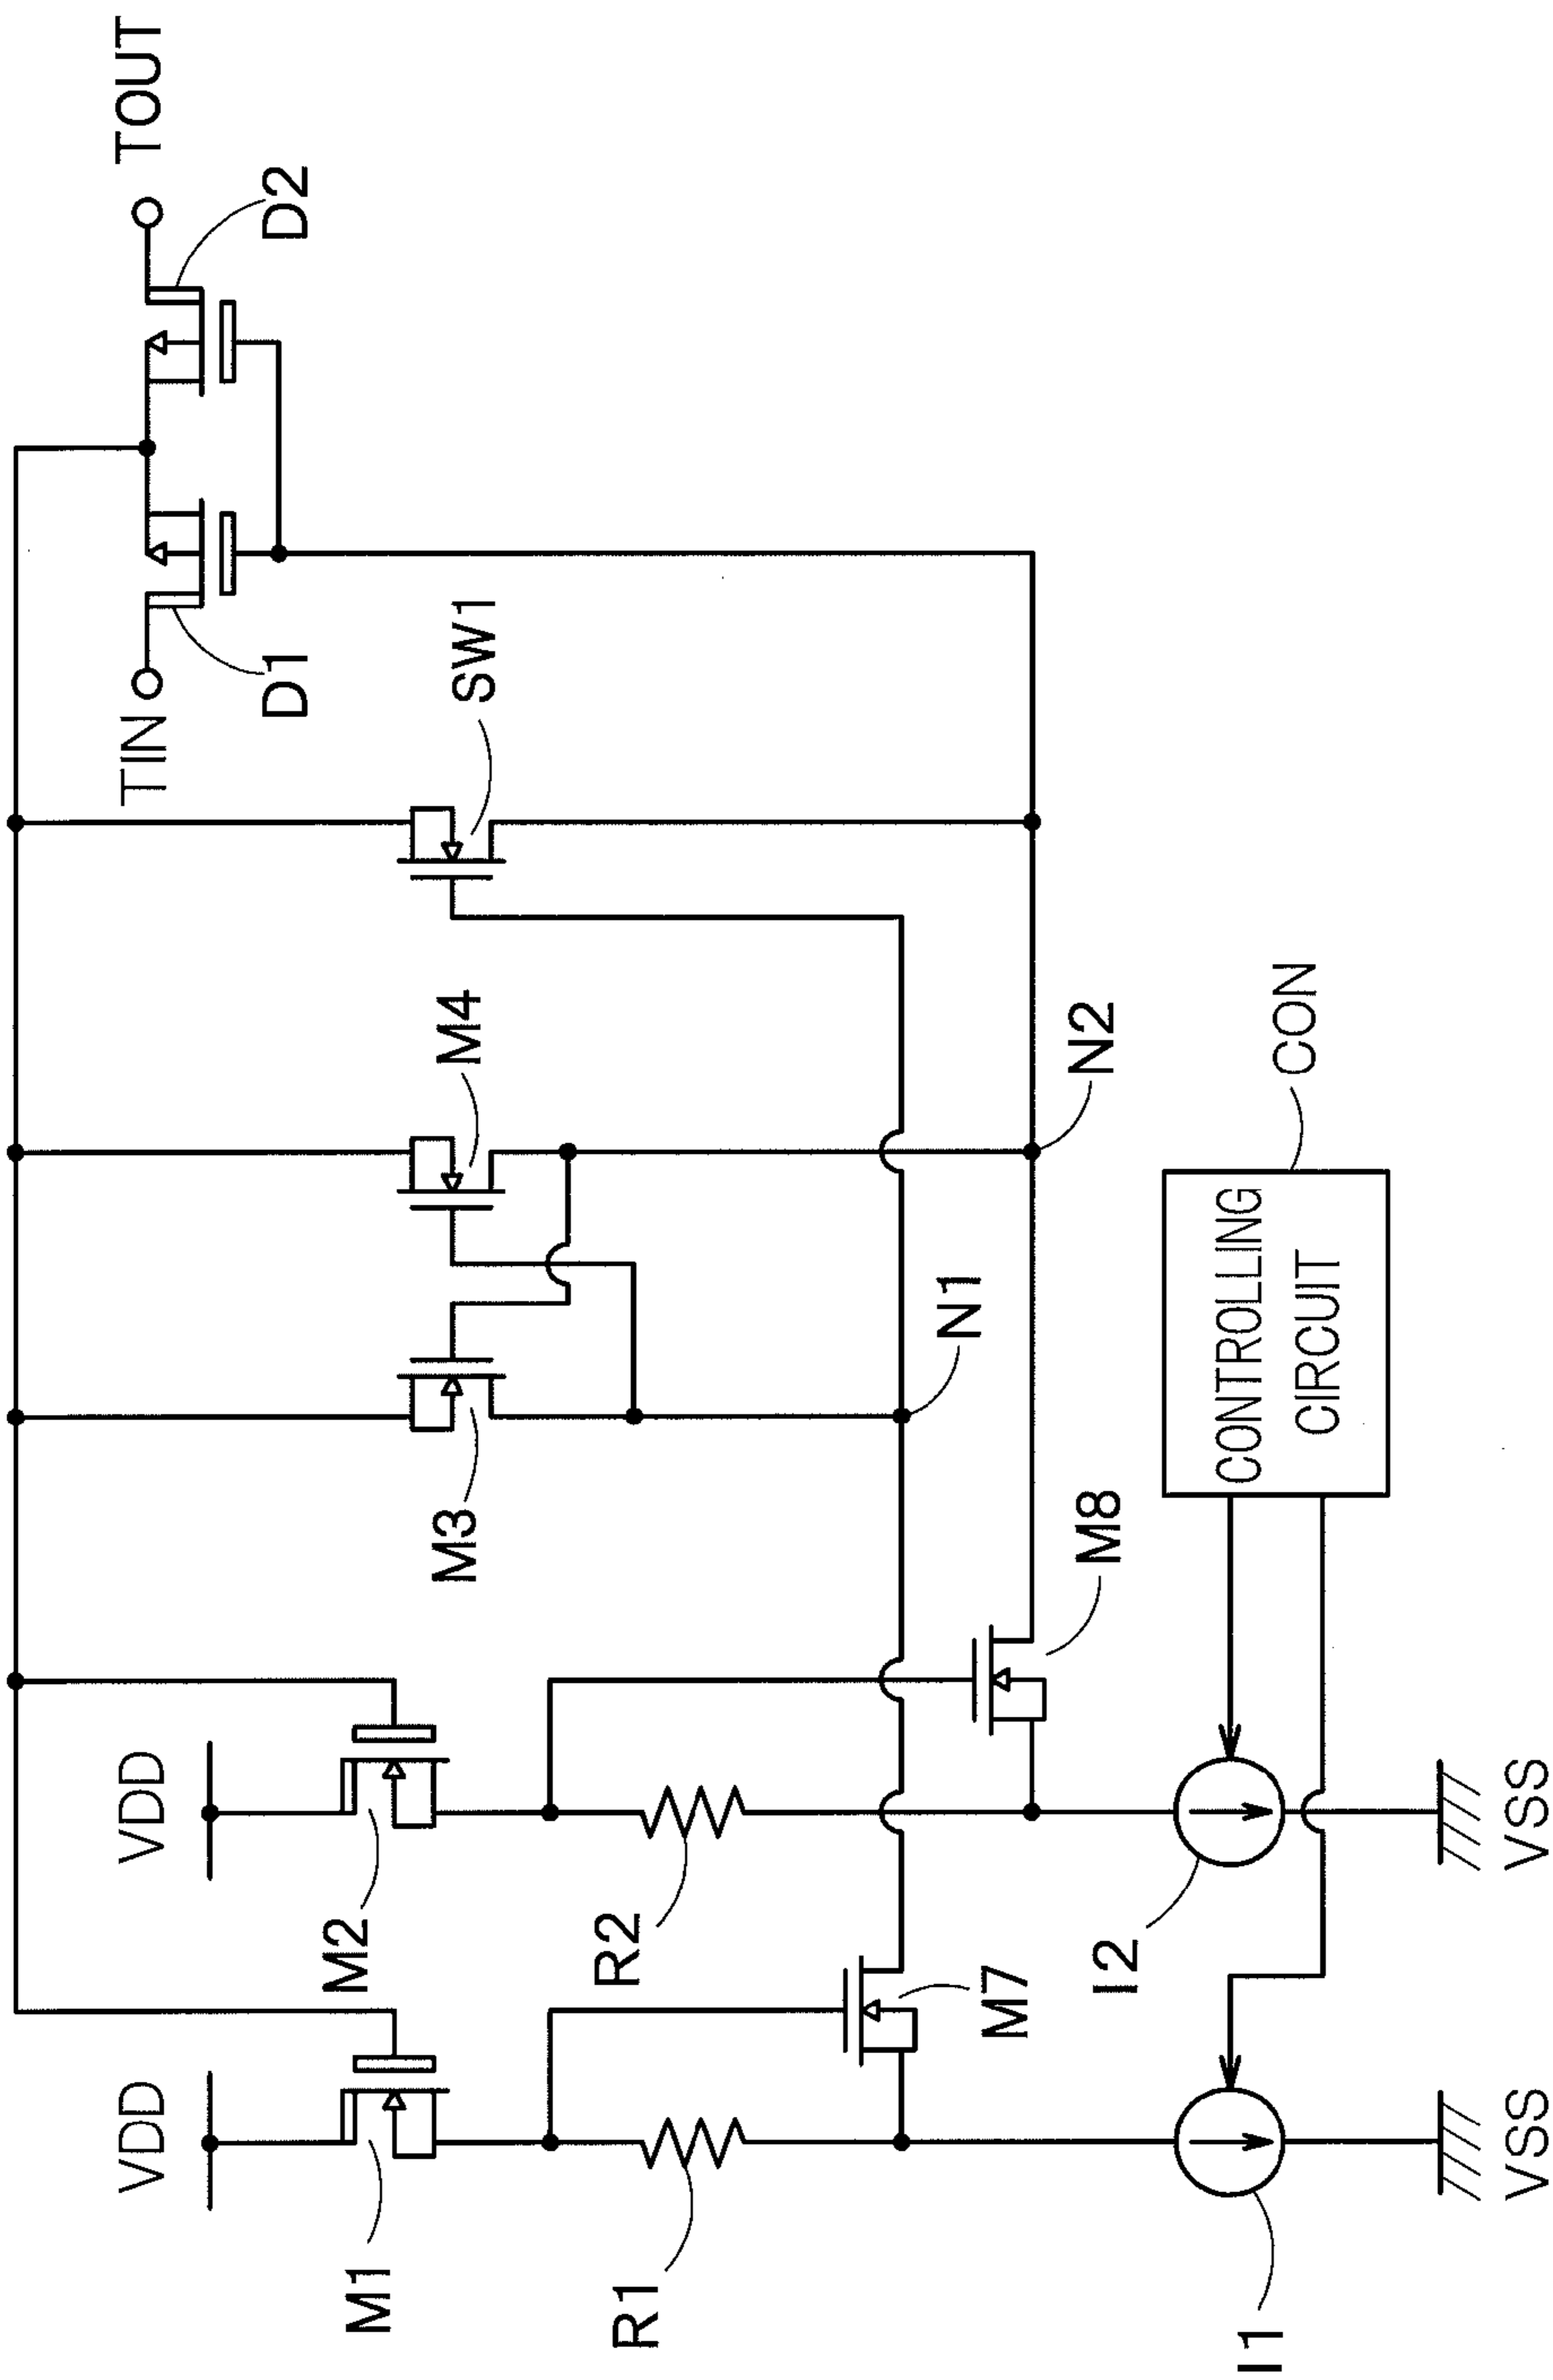 TIN
TOUT
D1
D2
SW1
M3
M4
VDD
VDD
M1
M2
R1
R2
M7
M8
N1
N2
I1
I2
CONTROLLING
CIRCUIT
CON
VSS
VSS